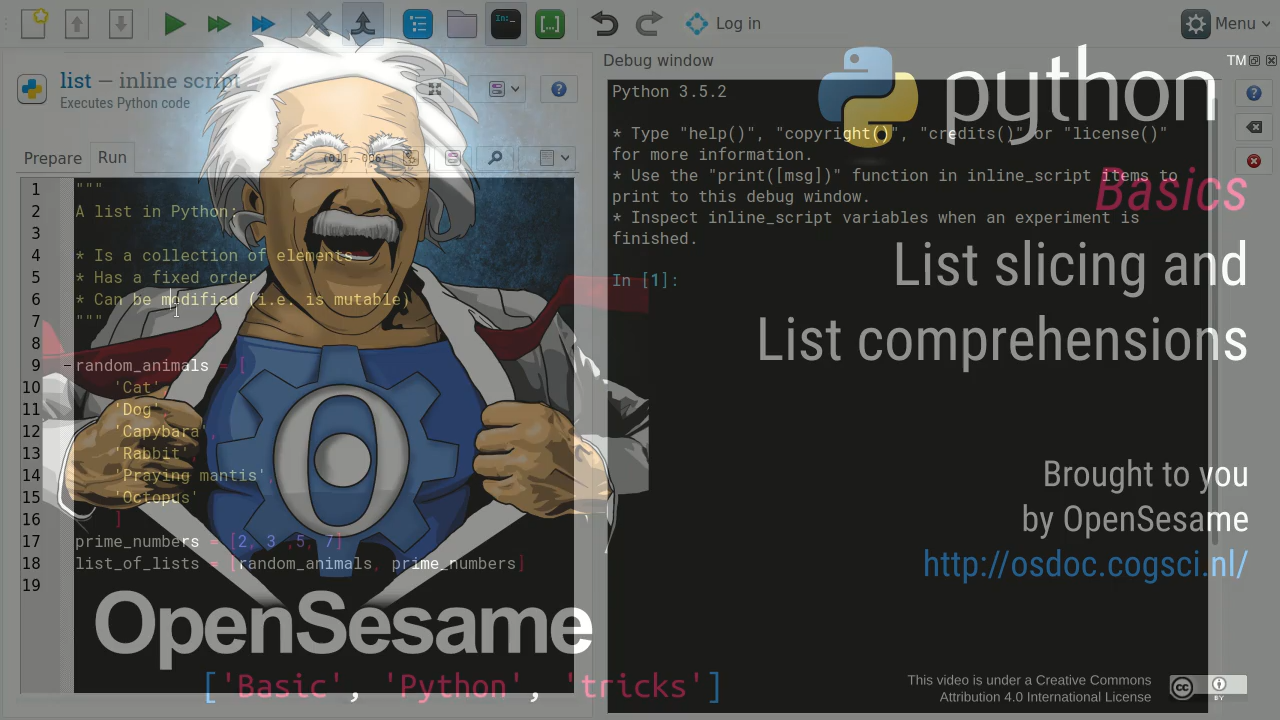 Log in
Menu
list — inline script
Executes Python code
Prepare
Run
1 """
2 A list in Python:
3
4 * Is a collection of elements
5 * Has a fixed order
6 * Can be modified (i.e. is mutable)
7 """
8
9 random_animals = [
10 'Cat'
11 'Dog'
12 'Capybara',
13 'Rabbit'
14 'Praying mantis',
15 'Octopus'
16 ]
17 prime_numbers = [2, 3 ,5, 7]
18 list_of_lists = [random_animals, prime_numbers]
19
OpenSesame
['Basic', 'Python', 'tricks']
Debug window
Python 3.5.2
* Type "help()", "copyright()", "credits()" or "license()"
for more information.
* Use the "print([msg])" function in inline_script items to
print to this debug window.
* Inspect inline_script variables when an experiment is
finished.
In [1]:
python
TM
Basics
List slicing and
List comprehensions
Brought to you
by OpenSesame
http://osdoc.cogsci.nl/
This video is under a Creative Commons
Attribution 4.0 International License
cc
BY